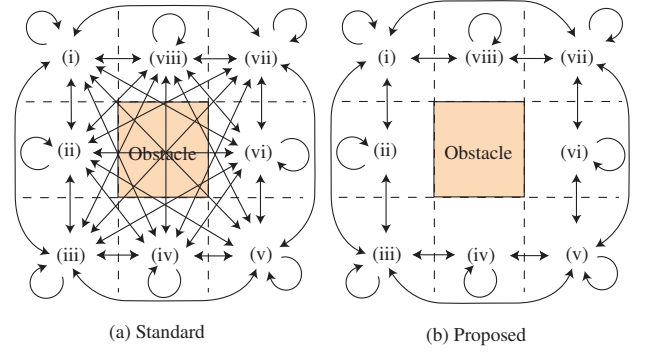 (i) (viii) (vii) (i) (viii) (vii)
(ii) Obstacle (vi) (ii) Obstacle (vi)
(iii) (iv) (v) (iii) (iv) (v)
(a) Standard (b) Proposed